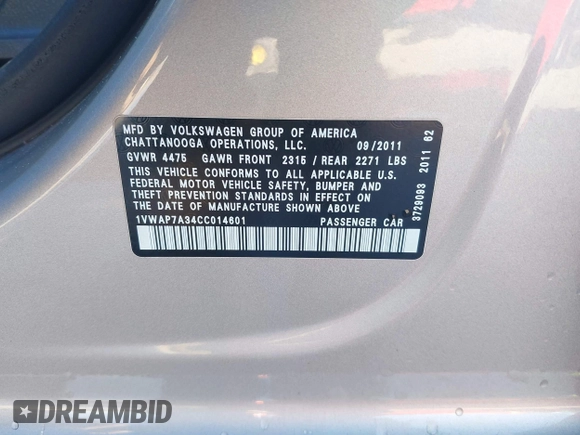 MFD BY VOLKSWAGEN GROUP OF AMERICA
CHATTANOOGA OPERATIONS, LLC. 09/2011
GVWR 4475 GAWR FRONT 2315 / REAR 2271 LBS
THIS VEHICLE CONFORMS TO ALL APPLICABLE U.S.
FEDERAL MOTOR VEHICLE SAFETY, BUMPER AND
THEFT PREVENTION STANDARDS IN EFFECT ON
THE DATE OF MANUFACTURE SHOWN ABOVE
1VWAP7A34CC014601 PASSENGER CAR
3729093 2011 62
DREAMBID